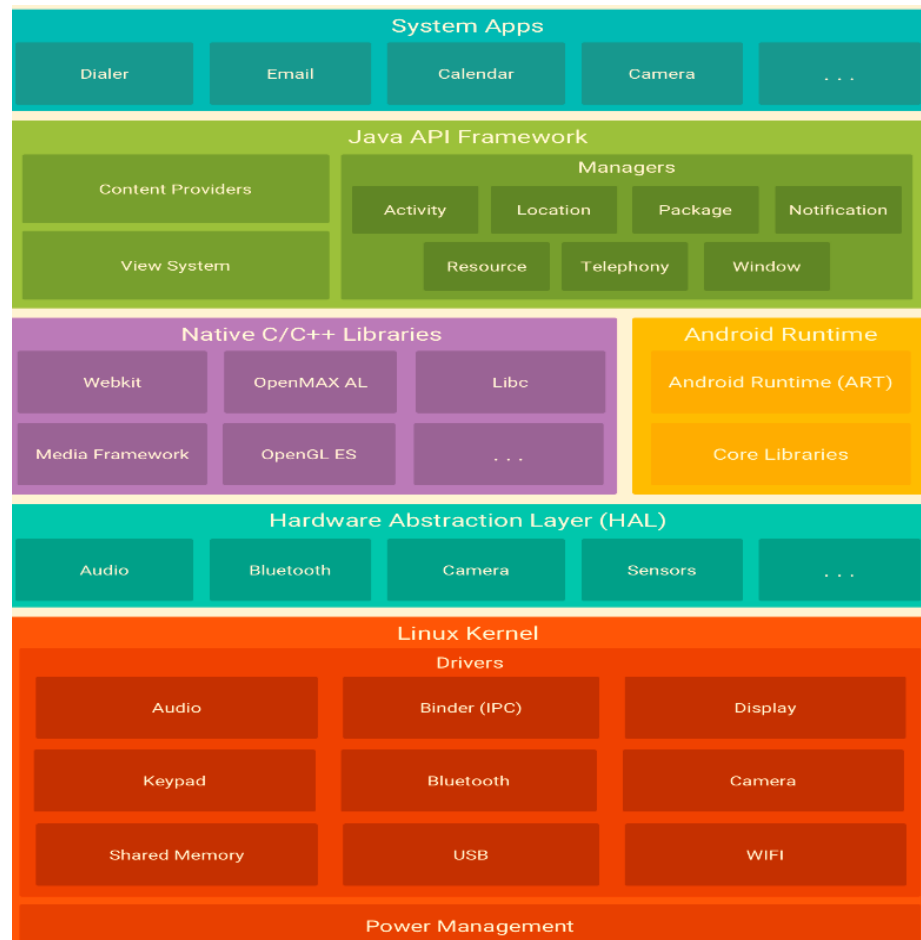 System Apps
Dialer Email Calendar Camera . . .
Java API Framework
Content Providers
View System
Managers
Activity Location Package Notification
Resource Telephony Window
Native C/C++ Libraries
Webkit OpenMAX AL Libc
Media Framework OpenGL ES . . .
Android Runtime
Android Runtime (ART)
Core Libraries
Hardware Abstraction Layer (HAL)
Audio Bluetooth Camera Sensors . . .
Linux Kernel
Drivers
Audio Binder (IPC) Display
Keypad Bluetooth Camera
Shared Memory USB WIFI
Power Management